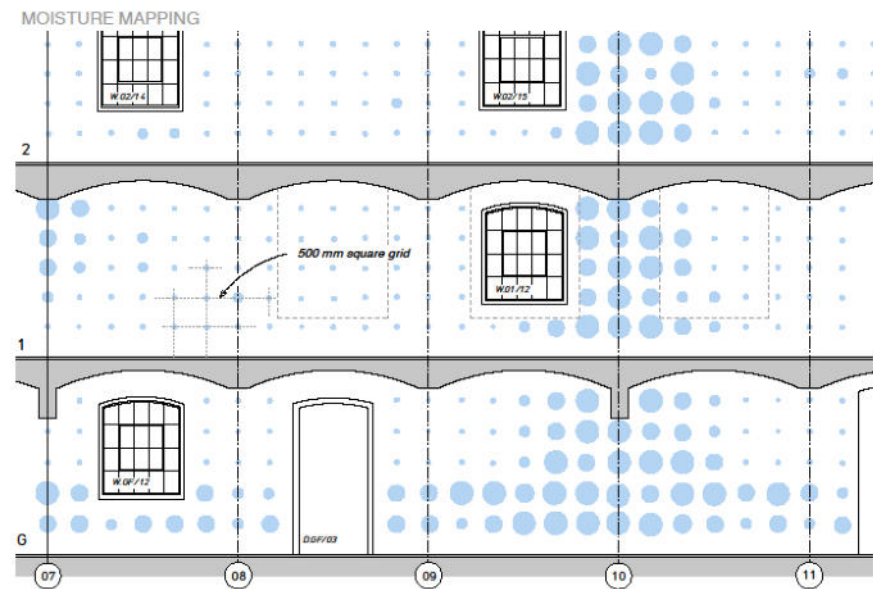 MOISTURE MAPPING
W.02/14
W.02/15
2
500 mm square grid
W.01/12
1
W.GF/12
G
DGF/03
07
08
09
10
11